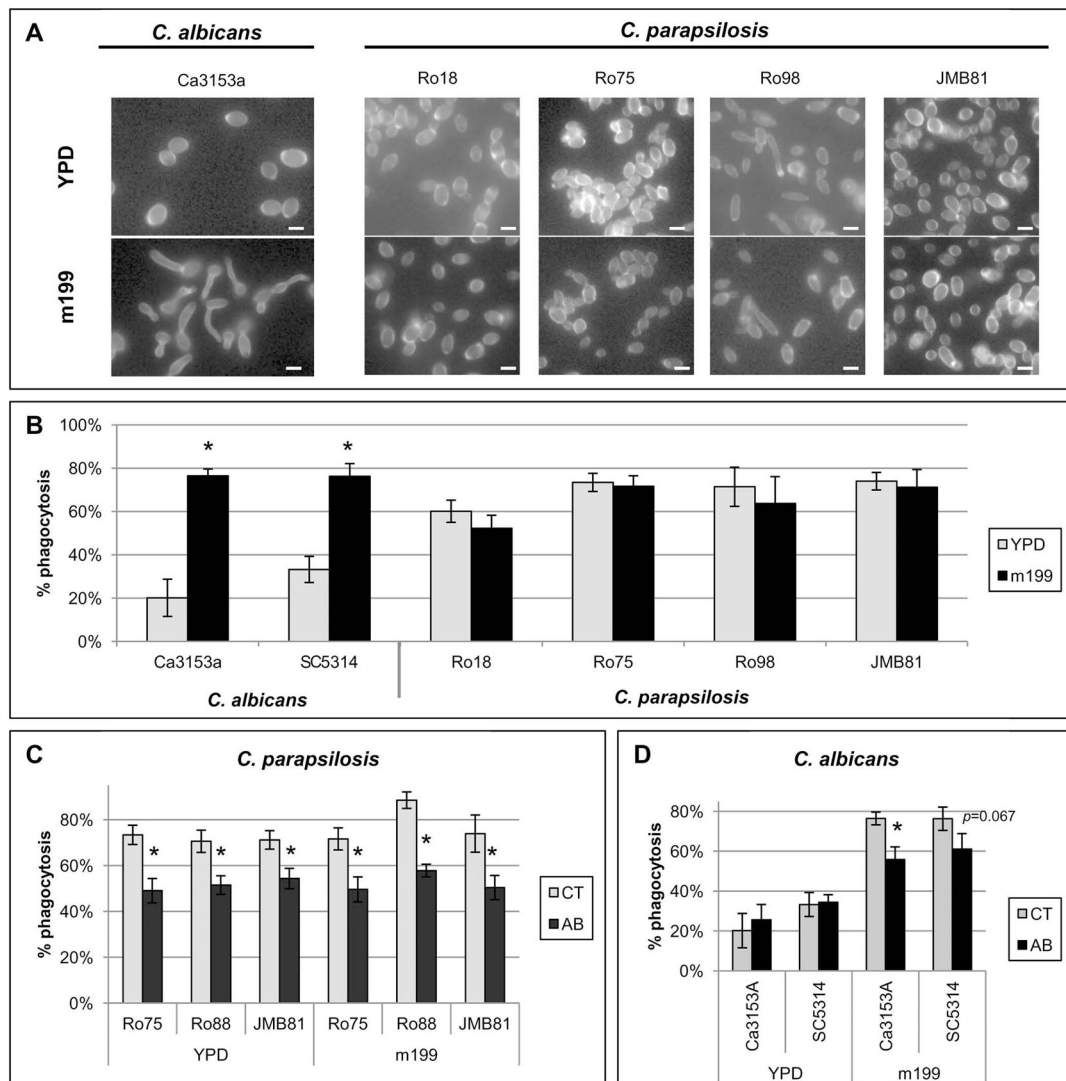 A
C. albicans
C. parapsilosis
Ca3153a
Ro18
Ro75
Ro98
JMB81
YPD
m199
B
100%
80%
60%
40%
20%
0%
% phagocytosis
*
*
YPD
m199
Ca3153a
SC5314
Ro18
Ro75
Ro98
JMB81
C. albicans
C. parapsilosis
C
C. parapsilosis
80%
60%
40%
20%
0%
% phagocytosis
*
*
*
*
*
*
CT
AB
Ro75
Ro88
JMB81
Ro75
Ro88
JMB81
YPD
m199
D
C. albicans
80%
60%
40%
20%
0%
% phagocytosis
*
p=0.067
CT
AB
Ca3153A
SC5314
Ca3153A
SC5314
YPD
m199